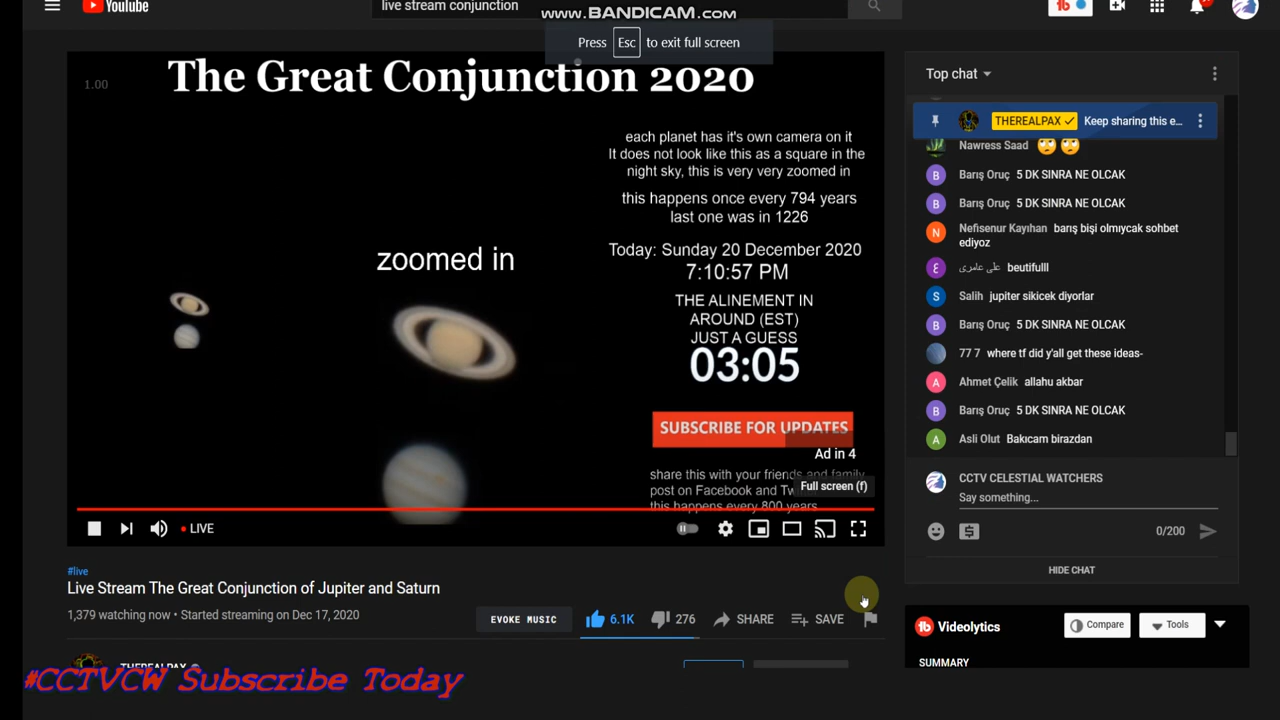 www.BANDICAM.com
YouTube
live stream conjunction
Press Esc to exit full screen
1.00
The Great Conjunction 2020
each planet has it's own camera on it
It does not look like this as a square in the
night sky, this is very very zoomed in
this happens once every 794 years
last one was in 1226
zoomed in
Today: Sunday 20 December 2020
7:10:57 PM
THE ALINEMENT IN
AROUND (EST)
JUST A GUESS
03:05
SUBSCRIBE FOR UPDATES
Ad in 4
share this with your friends and family
post on Facebook and Tw
this happens every 800 years
Full screen (f)
LIVE
#live
Live Stream The Great Conjunction of Jupiter and Saturn
1,379 watching now • Started streaming on Dec 17, 2020
EVOKE MUSIC
6.1K
276
SHARE
SAVE
THEREALPAX
#CCTVCW Subscribe Today
Top chat
THEREALPAX Keep sharing this e...
Nawress Saad
B Barış Oruç 5 DK SINRA NE OLCAK
B Barış Oruç 5 DK SINRA NE OLCAK
N Nefisenur Kayıhan barış bişi olmıycak sohbet
ediyoz
ع علی عامری beutifulll
S Salih jupiter sikicek diyorlar
B Barış Oruç 5 DK SINRA NE OLCAK
77 7 where tf did y'all get these ideas-
A Ahmet Çelik allahu akbar
B Barış Oruç 5 DK SINRA NE OLCAK
A Asli Olut Bakıcam birazdan
CCTV CELESTIAL WATCHERS
Say something...
0/200
HIDE CHAT
tb Videolytics
Compare
Tools
SUMMARY